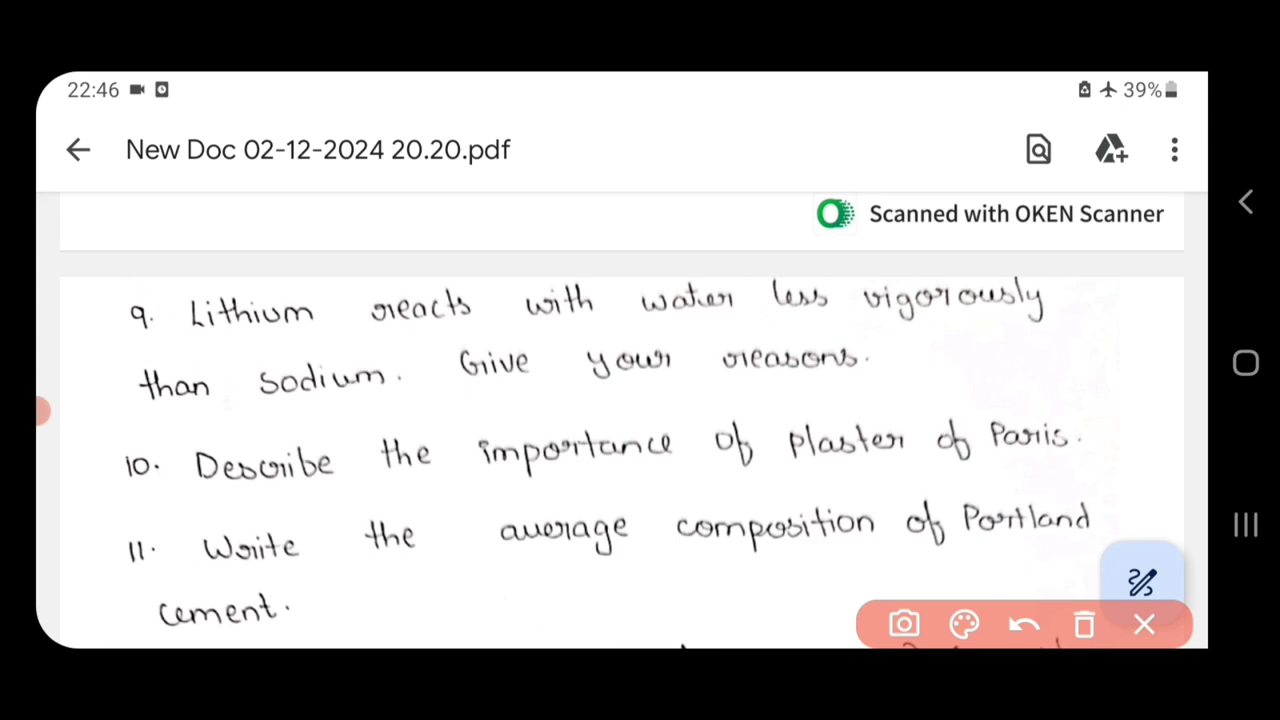 22:46
39%
New Doc 02-12-2024 20.20.pdf
Scanned with OKEN Scanner
9. Lithium reacts with water less vigorously
than sodium. Give your reasons.
10. Describe the importance of plaster of Paris.
11. Write the average composition of Portland
cement.